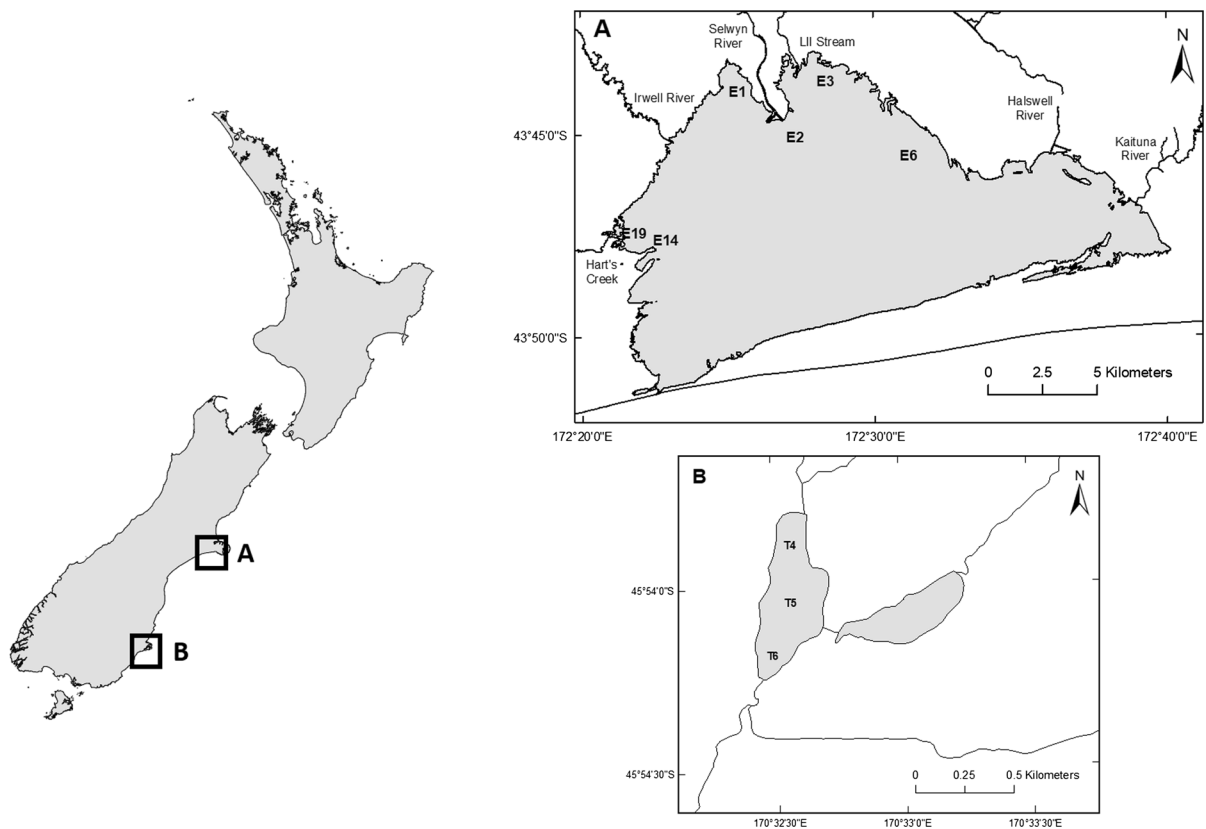 A
B
A
N
Selwyn
River
LII Stream
Irwell River
Halswell
River
Kaituna
River
Hart's
Creek
E1
E2
E3
E6
E19
E14
43°45'0"S
43°50'0"S
0 2.5 5 Kilometers
172°20'0"E 172°30'0"E 172°40'0"E
B
N
T4
T5
T6
45°54'0"S
45°54'30"S
0 0.25 0.5 Kilometers
170°32'30"E 170°33'0"E 170°33'30"E